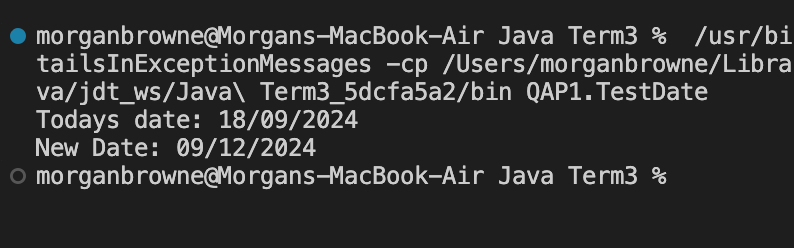 morganbrowne@Morgans-MacBook-Air Java Term3 %  /usr/bi
tailsInExceptionMessages -cp /Users/morganbrowne/Libra
va/jdt_ws/Java\ Term3_5dcfa5a2/bin QAP1.TestDate
Todays date: 18/09/2024
New Date: 09/12/2024
morganbrowne@Morgans-MacBook-Air Java Term3 %